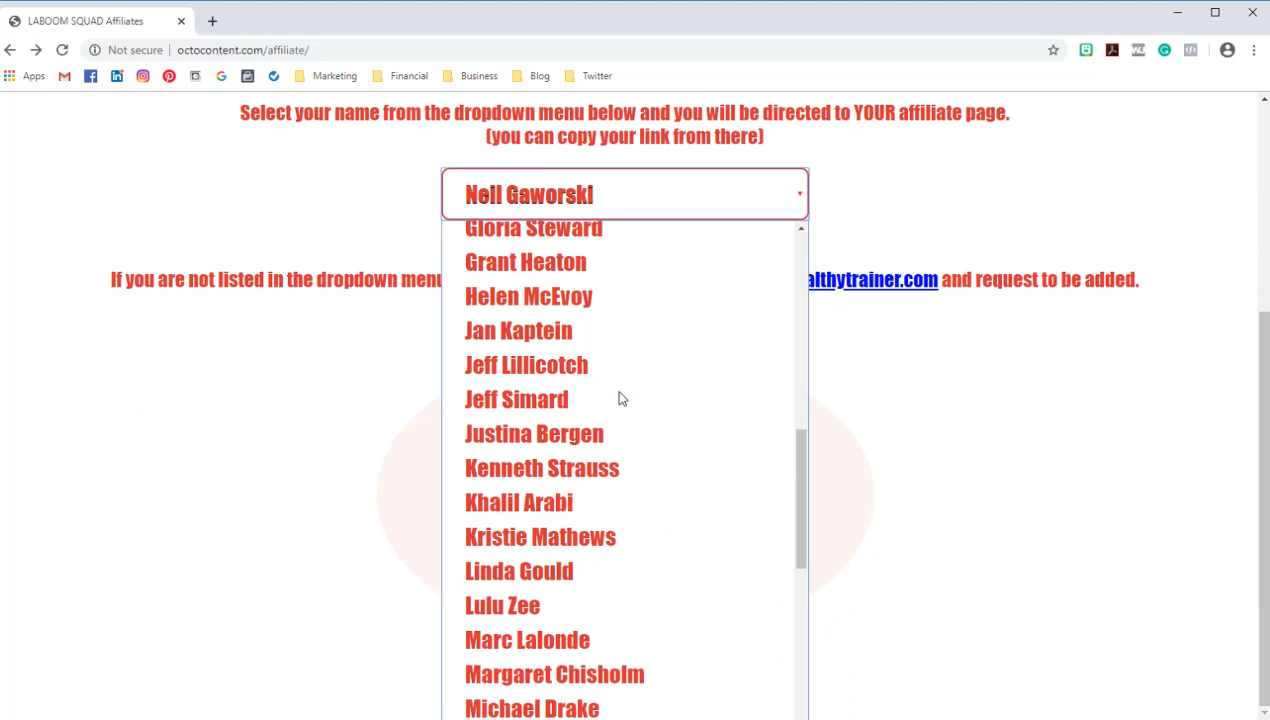 LABOOM SQUAD Affiliates
Not secure | octocontent.com/affiliate/
Apps Marketing Financial Business Blog Twitter
Select your name from the dropdown menu below and you will be directed to YOUR affiliate page.
(you can copy your link from there)
Neil Gaworski
Gloria Steward
Grant Heaton
If you are not listed in the dropdown menu althytrainer.com and request to be added.
Helen McEvoy
Jan Kaptein
Jeff Lillicotch
Jeff Simard
Justina Bergen
Kenneth Strauss
Khalil Arabi
Kristie Mathews
Linda Gould
Lulu Zee
Marc Lalonde
Margaret Chisholm
Michael Drake